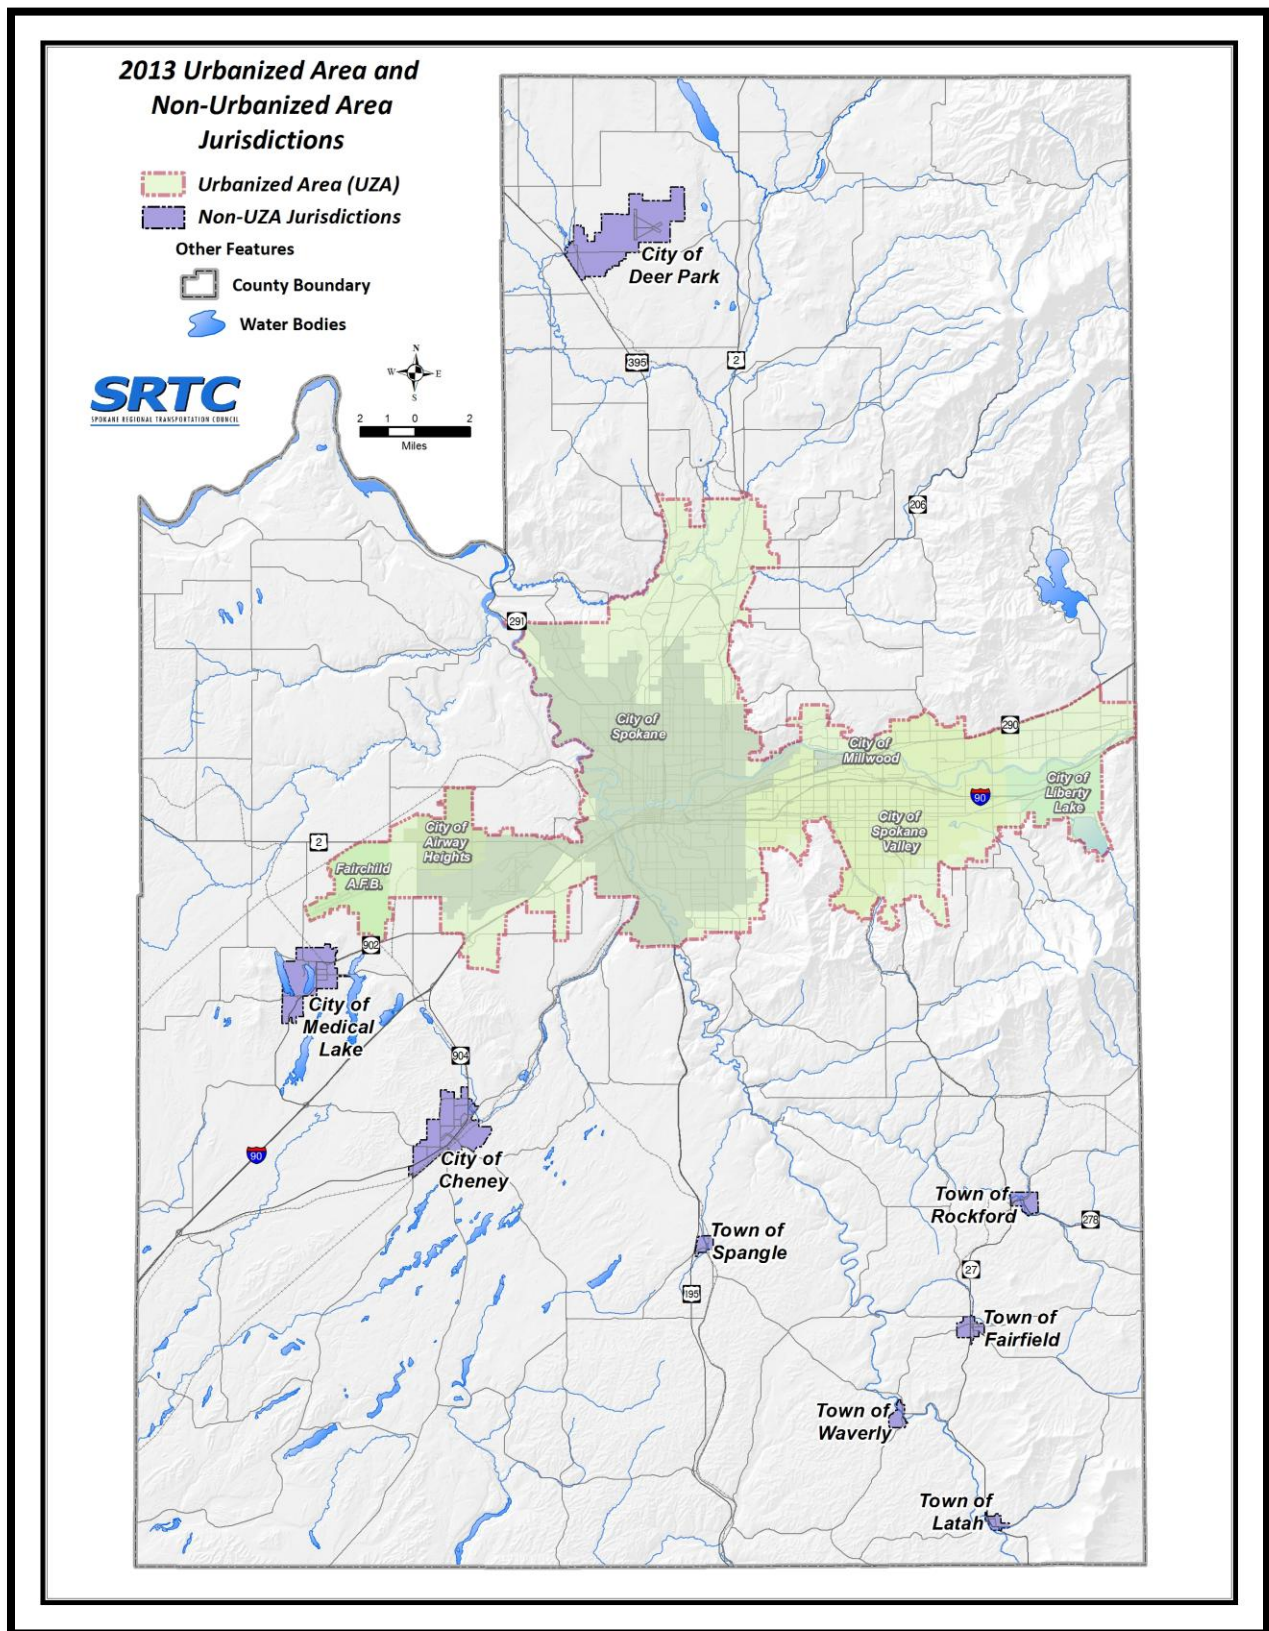 2013 Urbanized Area and
Non-Urbanized Area
Jurisdictions
Urbanized Area (UZA)
Non-UZA Jurisdictions
Other Features
County Boundary
Water Bodies
SRTC
SPOKANE REGIONAL TRANSPORTATION COUNCIL
N
W
E
S
2 1 0 2
Miles
City of
Deer Park
395
2
206
291
City of
Spokane
290
City of
Millwood
City of
Liberty
Lake
90
City of
Spokane
Valley
City of
Airway
Heights
2
Fairchild
A.F.B.
902
City of
Medical
Lake
904
90
City of
Cheney
Town of
Rockford
278
Town of
Spangle
27
195
Town of
Fairfield
Town of
Waverly
Town of
Latah